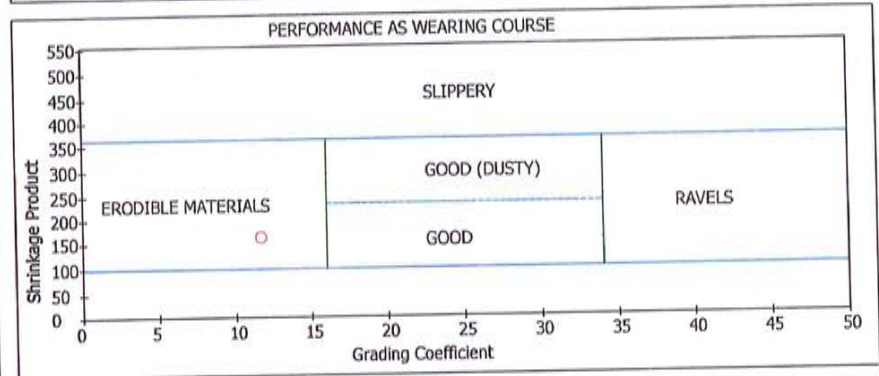 PERFORMANCE AS WEARING COURSE
550
500
450
400
350
300
250
200
150
100
50
0
Shrinkage Product
SLIPPERY
GOOD (DUSTY)
ERODIBLE MATERIALS
RAVELS
GOOD
0 5 10 15 20 25 30 35 40 45 50
Grading Coefficient